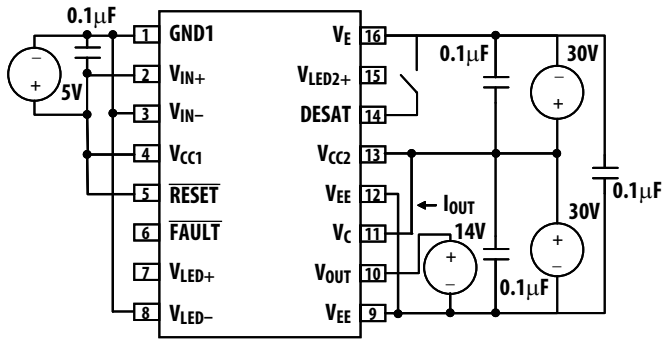 0.1μF
1 GND1
VE 16
5V
2 VIN+
VLED2+ 15
0.1μF
30V
3 VIN-
DESAT 14
4 VCC1
VCC2 13
5 RESET
VEE 12
IOUT
0.1μF
6 FAULT
VC 11
14V
30V
7 VLED+
VOUT 10
8 VLED-
VEE 9
0.1μF